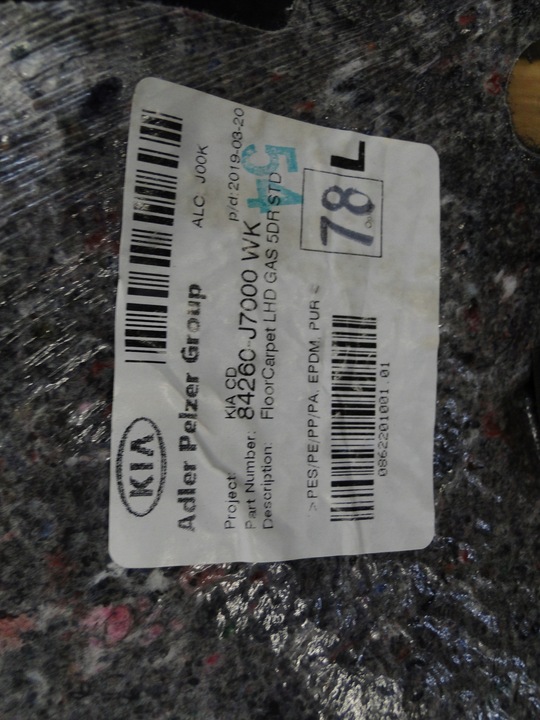 KIA
ALC. J00K
Adler Pelzer Group
p/d: 2019-03-20
Project: KIA CD
Part Number: 84260-J7000 WK
Description: FloorCarpet LHD GAS 5DR STD
54
78
L
> PES/PE/PP/PA, EPDM, PUR <
0862201001.01